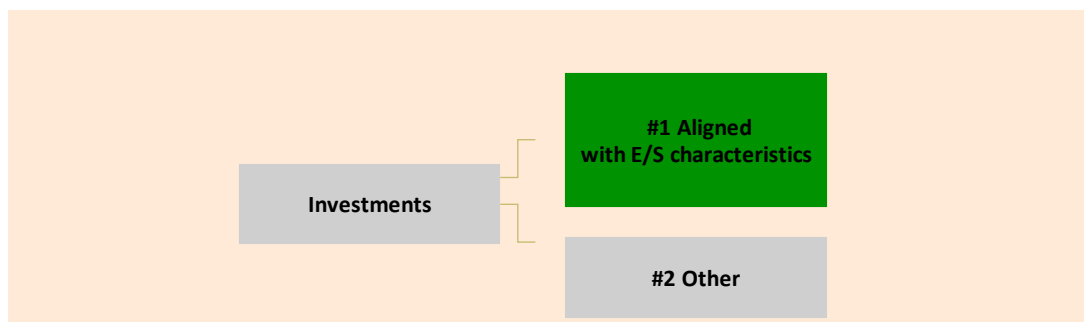 #1 Aligned
with E/S characteristics
Investments
#2 Other